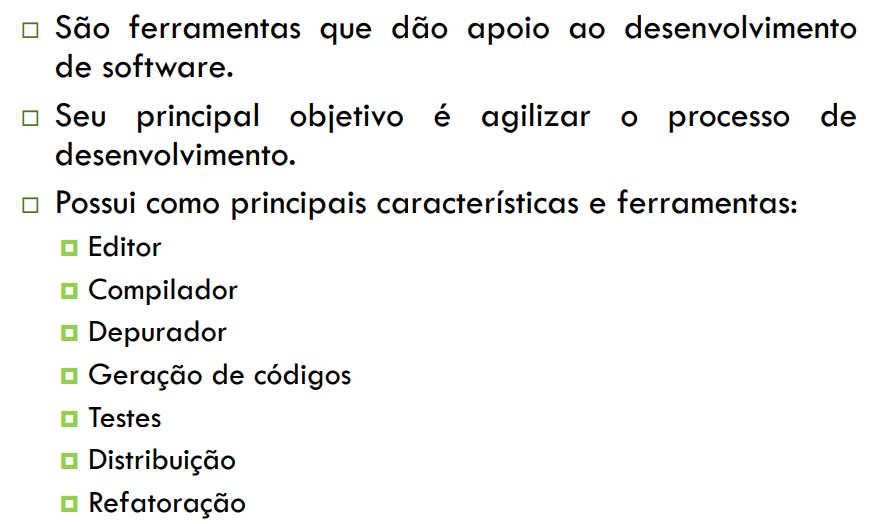 São ferramentas que dão apoio ao desenvolvimento
de software.
Seu principal objetivo é agilizar o processo de
desenvolvimento.
Possui como principais características e ferramentas:
Editor
Compilador
Depurador
Geração de códigos
Testes
Distribuição
Refatoração